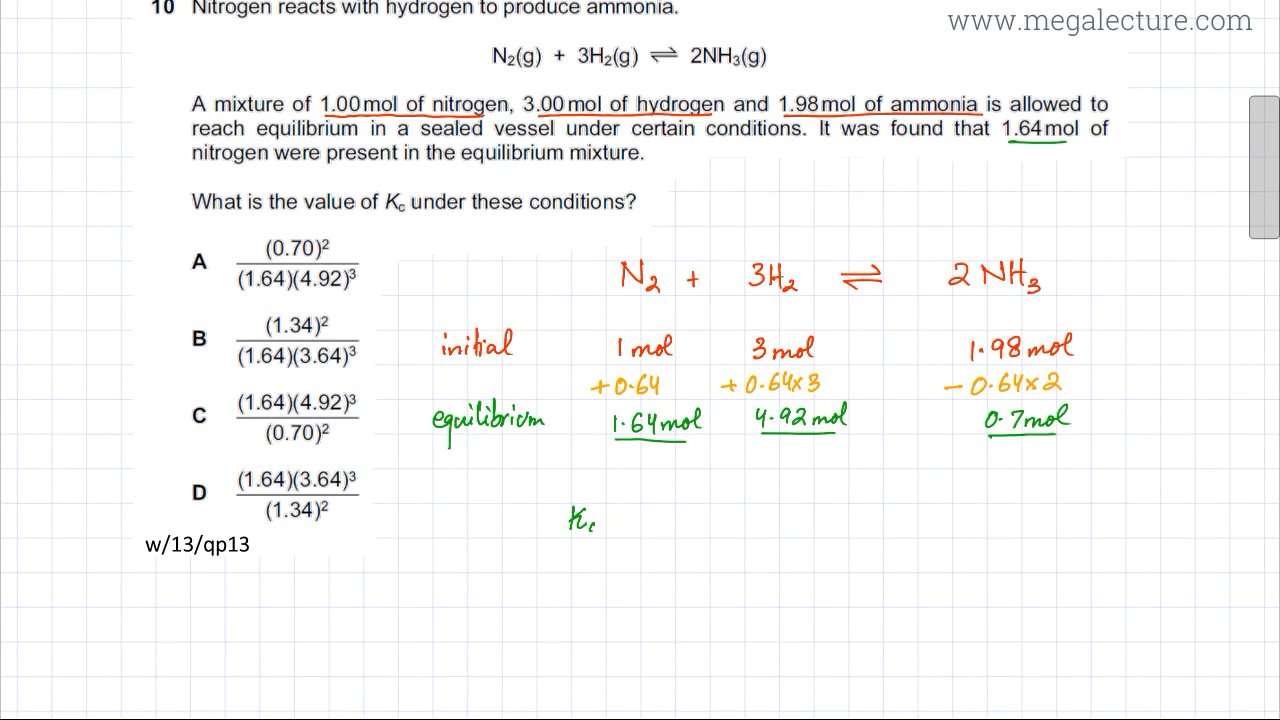 www.megalecture.com
10 Nitrogen reacts with hydrogen to produce ammonia.
N₂(g) + 3H₂(g) ⇌ 2NH₃(g)
A mixture of 1.00 mol of nitrogen, 3.00 mol of hydrogen and 1.98 mol of ammonia is allowed to
reach equilibrium in a sealed vessel under certain conditions. It was found that 1.64 mol of
nitrogen were present in the equilibrium mixture.
What is the value of Kc under these conditions?
A (0.70)² / (1.64)(4.92)³
B (1.34)² / (1.64)(3.64)³
C (1.64)(4.92)³ / (0.70)²
D (1.64)(3.64)³ / (1.34)²
w/13/qp13
N₂ + 3H₂ ⇌ 2 NH₃
initial 1 mol 3 mol 1.98 mol
+0.64 +0.64×3 −0.64×2
equilibrium 1.64 mol 4.92 mol 0.7 mol
Kc